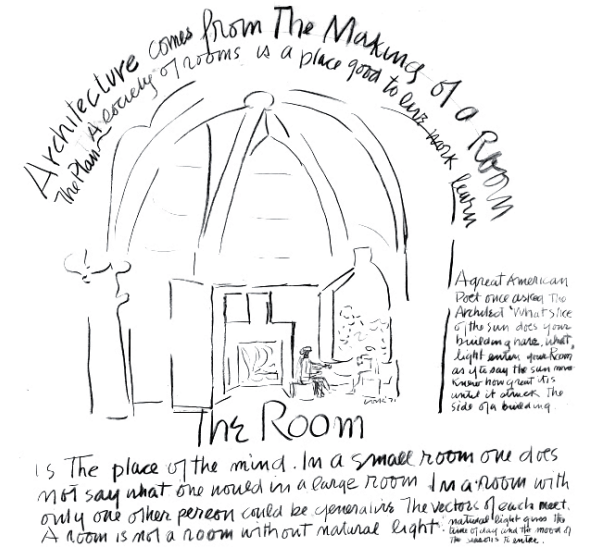 Architecture comes from The Making of a Room
The Plan A society of rooms is a place good to live work learn
A great American
Poet once asked The
Architect 'What slice
of the sun does your
building have, what
light enters your Room
as if to say the sun never
knew how great it is
until it struck the
side of a building.
The Room
is The place of the mind. In a small room one does
not say what one would in a large room In a room with
only one other person could be generative The vectors of each meet.
A room is not a room without natural light. natural light gives the
time of day and the mood of
the seasons to enter.